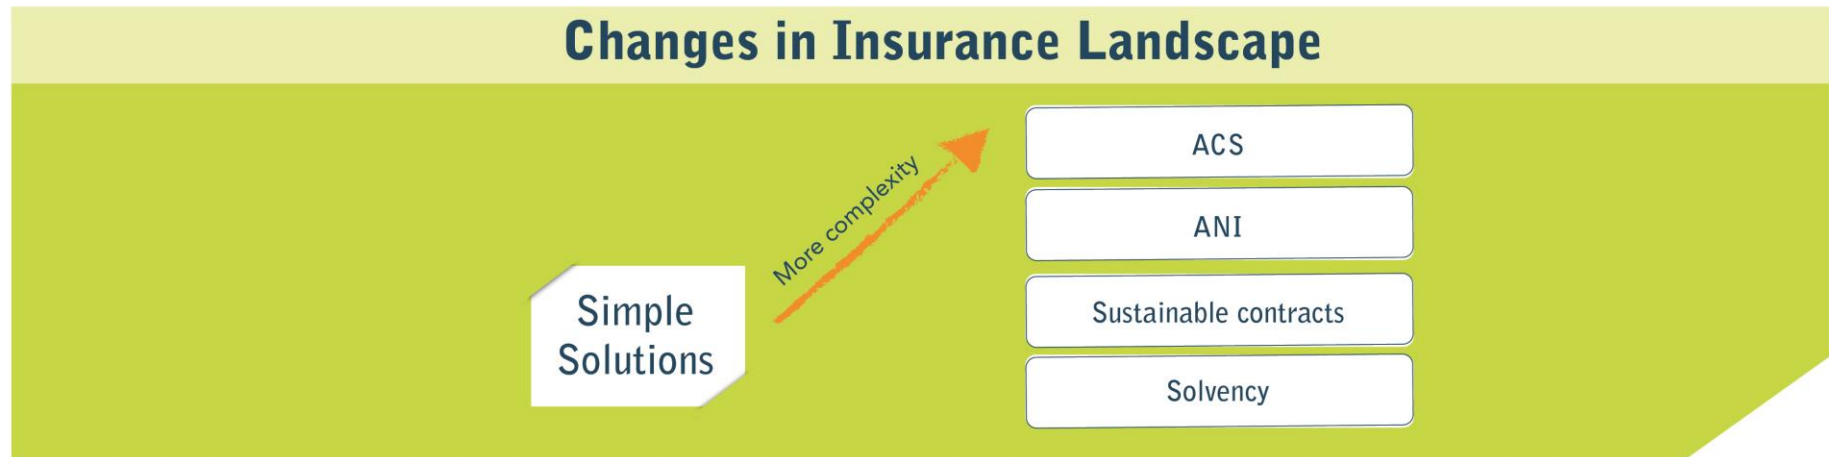 Changes in Insurance Landscape
Simple
Solutions
More complexity
ACS
ANI
Sustainable contracts
Solvency